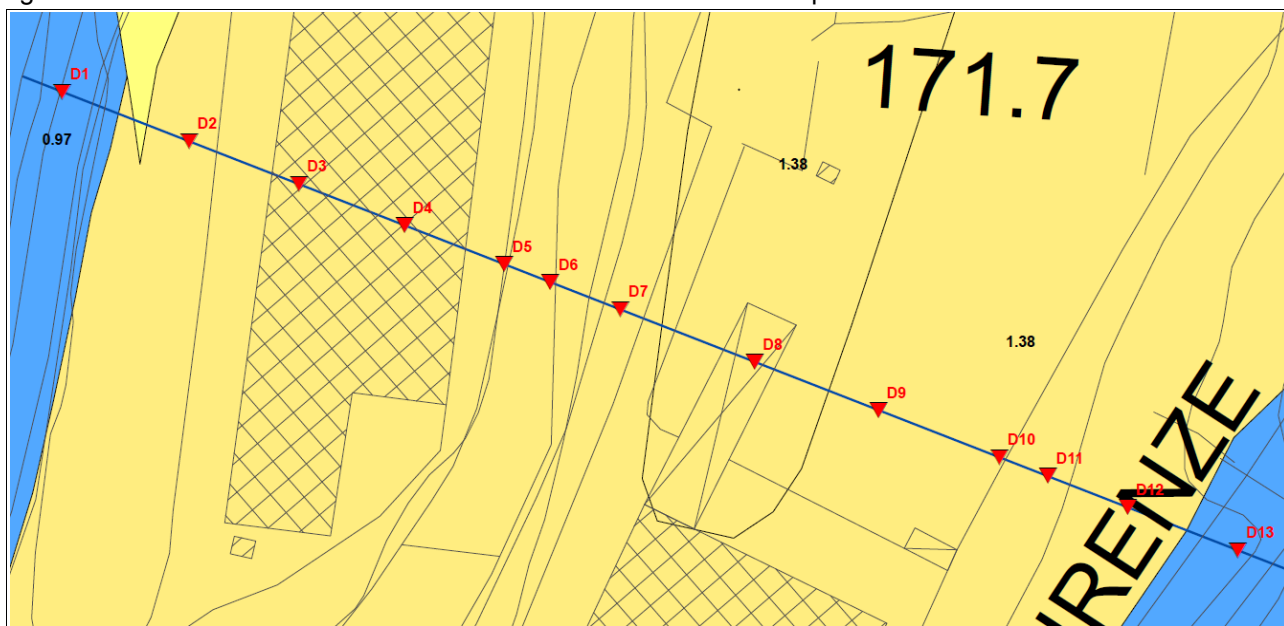 171.7
D1
0.97
D2
1.38
D3
D4
D5
D6
D7
1.38
D8
D9
D10
D11
D12
D13
IRENZE